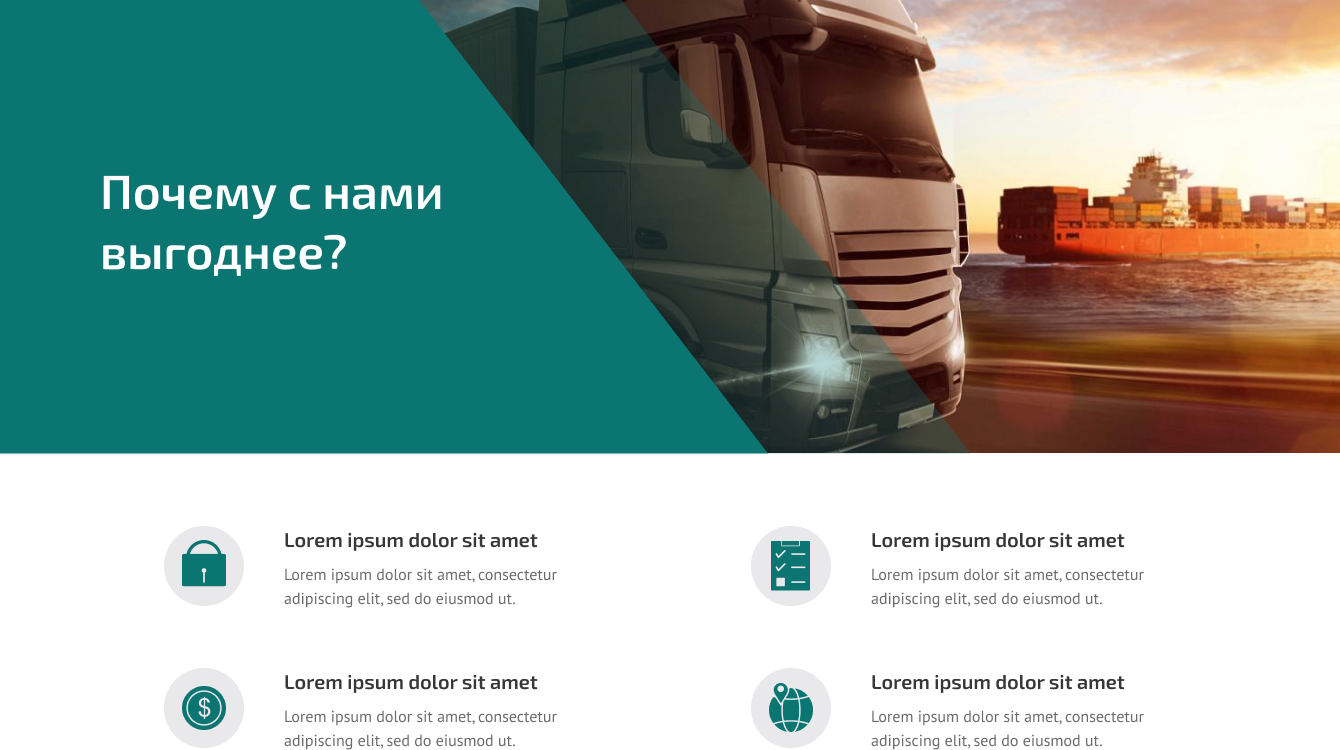 Почему с нами
выгоднее?
Lorem ipsum dolor sit amet
Lorem ipsum dolor sit amet, consectetur
adipiscing elit, sed do eiusmod ut.
Lorem ipsum dolor sit amet
Lorem ipsum dolor sit amet, consectetur
adipiscing elit, sed do eiusmod ut.
$
Lorem ipsum dolor sit amet
Lorem ipsum dolor sit amet, consectetur
adipiscing elit, sed do eiusmod ut.
Lorem ipsum dolor sit amet
Lorem ipsum dolor sit amet, consectetur
adipiscing elit, sed do eiusmod ut.